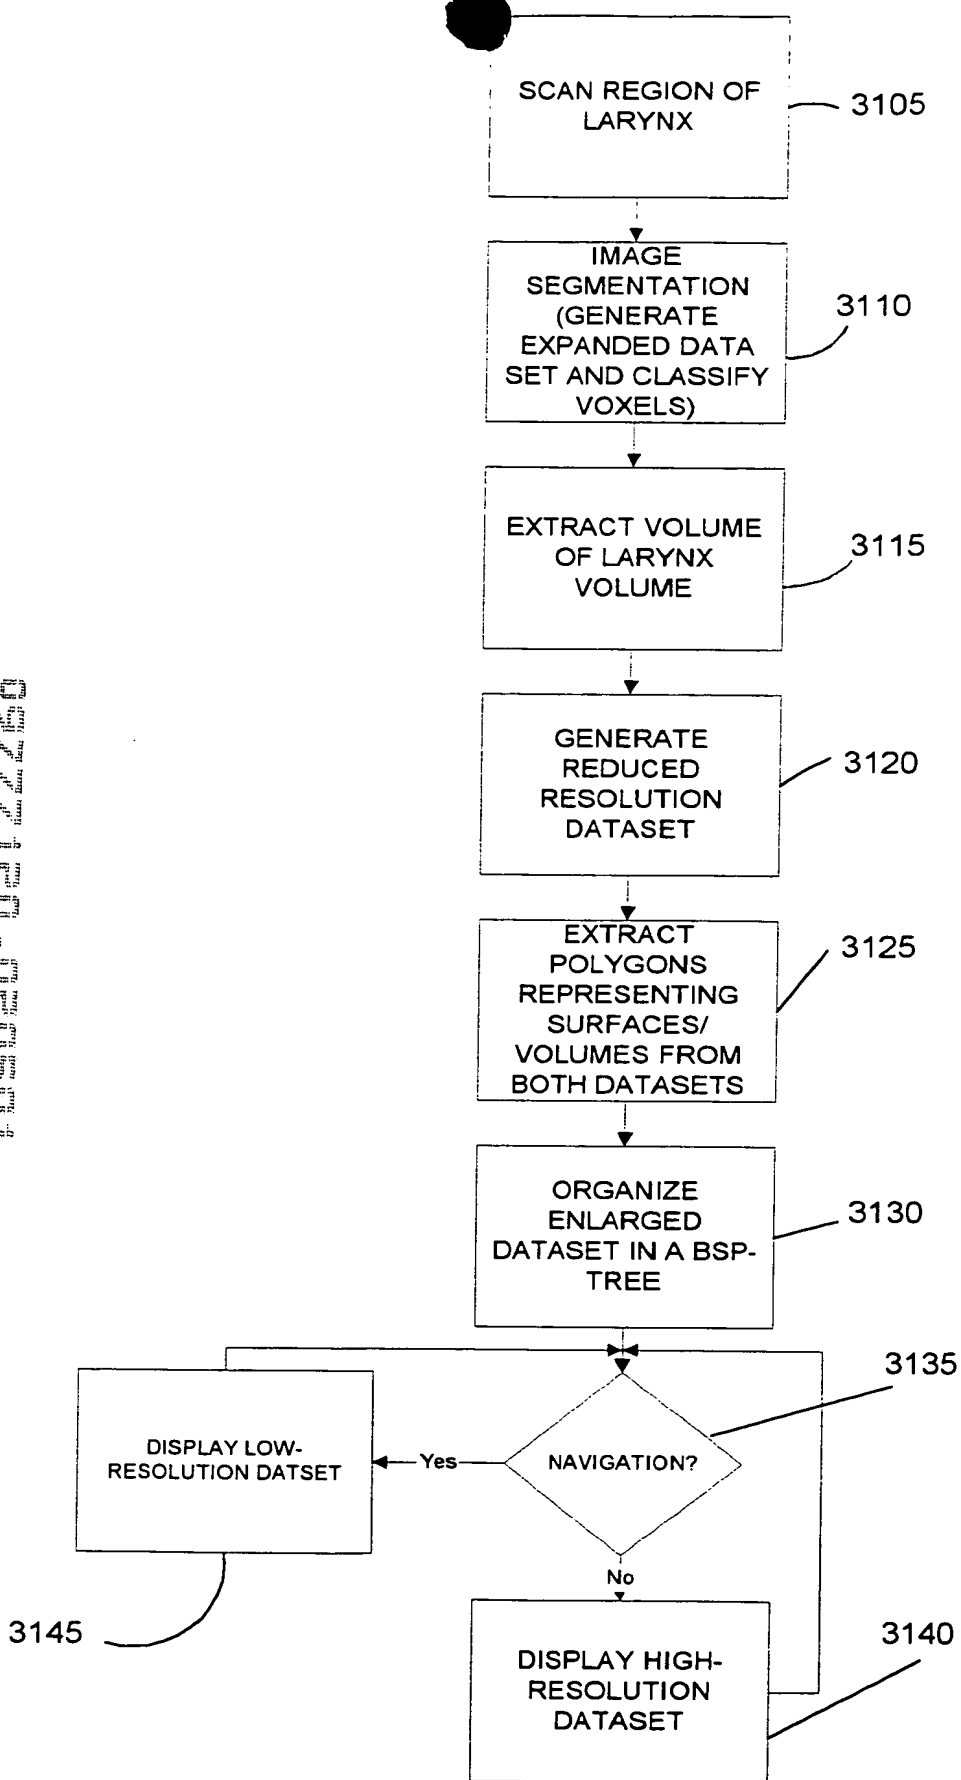 SCAN REGION OF
LARYNX
3105
IMAGE
SEGMENTATION
(GENERATE
EXPANDED DATA
SET AND CLASSIFY
VOXELS)
3110
EXTRACT VOLUME
OF LARYNX
VOLUME
3115
GENERATE
REDUCED
RESOLUTION
DATASET
3120
EXTRACT
POLYGONS
REPRESENTING
SURFACES/
VOLUMES FROM
BOTH DATASETS
3125
ORGANIZE
ENLARGED
DATASET IN A BSP-
TREE
3130
3135
NAVIGATION?
Yes
DISPLAY LOW-
RESOLUTION DATSET
3145
No
DISPLAY HIGH-
RESOLUTION
DATASET
3140